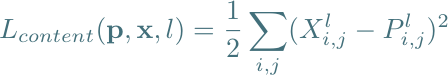 L_{content}(\mathbf{p}, \mathbf{x}, l) = \frac{1}{2} \sum_{i,j} (X^l_{i,j} - P^l_{i,j})^2